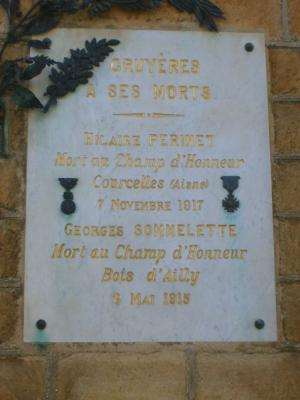 GRUYÈRES
A SES MORTS
HILAIRE PERINET
Mort au Champ d'Honneur
Courcelles (Aisne)
7 NOVEMBRE 1917
GEORGES SOMMELETTE
Mort au Champ d'Honneur
Bois d'Ailly
5 MAI 1915